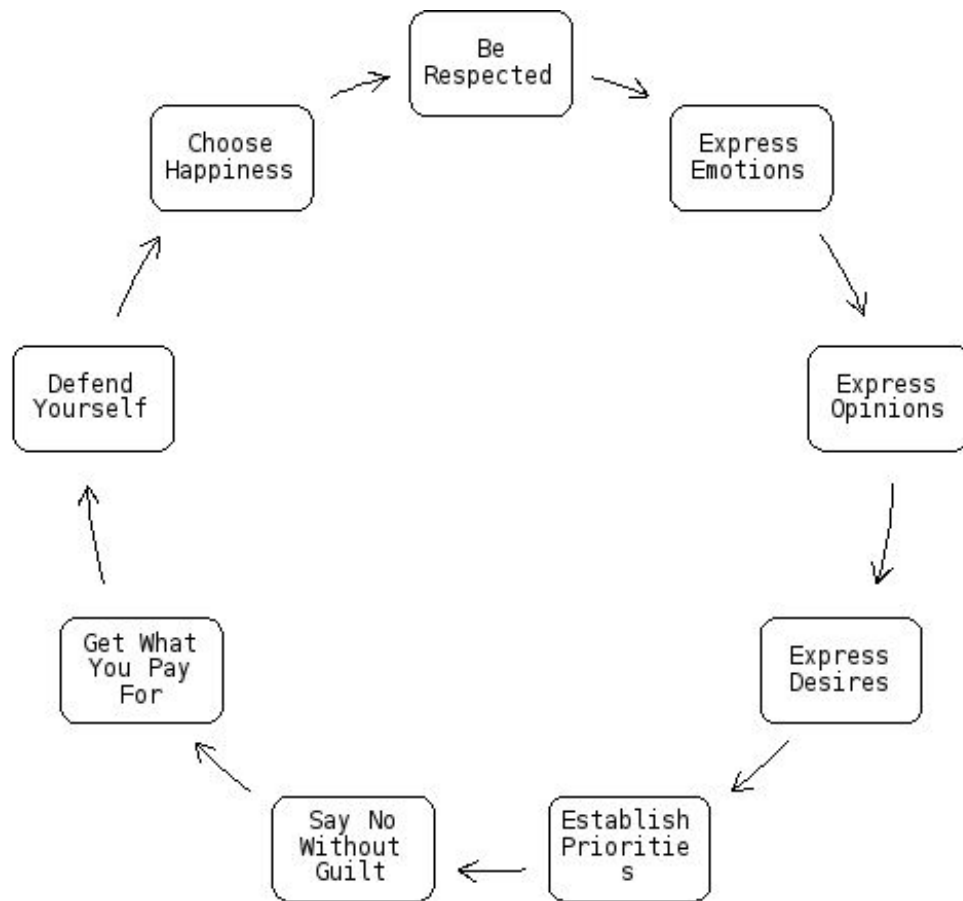 Be
Respected
Express
Emotions
Express
Opinions
Express
Desires
Establish
Prioritie
s
Say No
Without
Guilt
Get What
You Pay
For
Defend
Yourself
Choose
Happiness